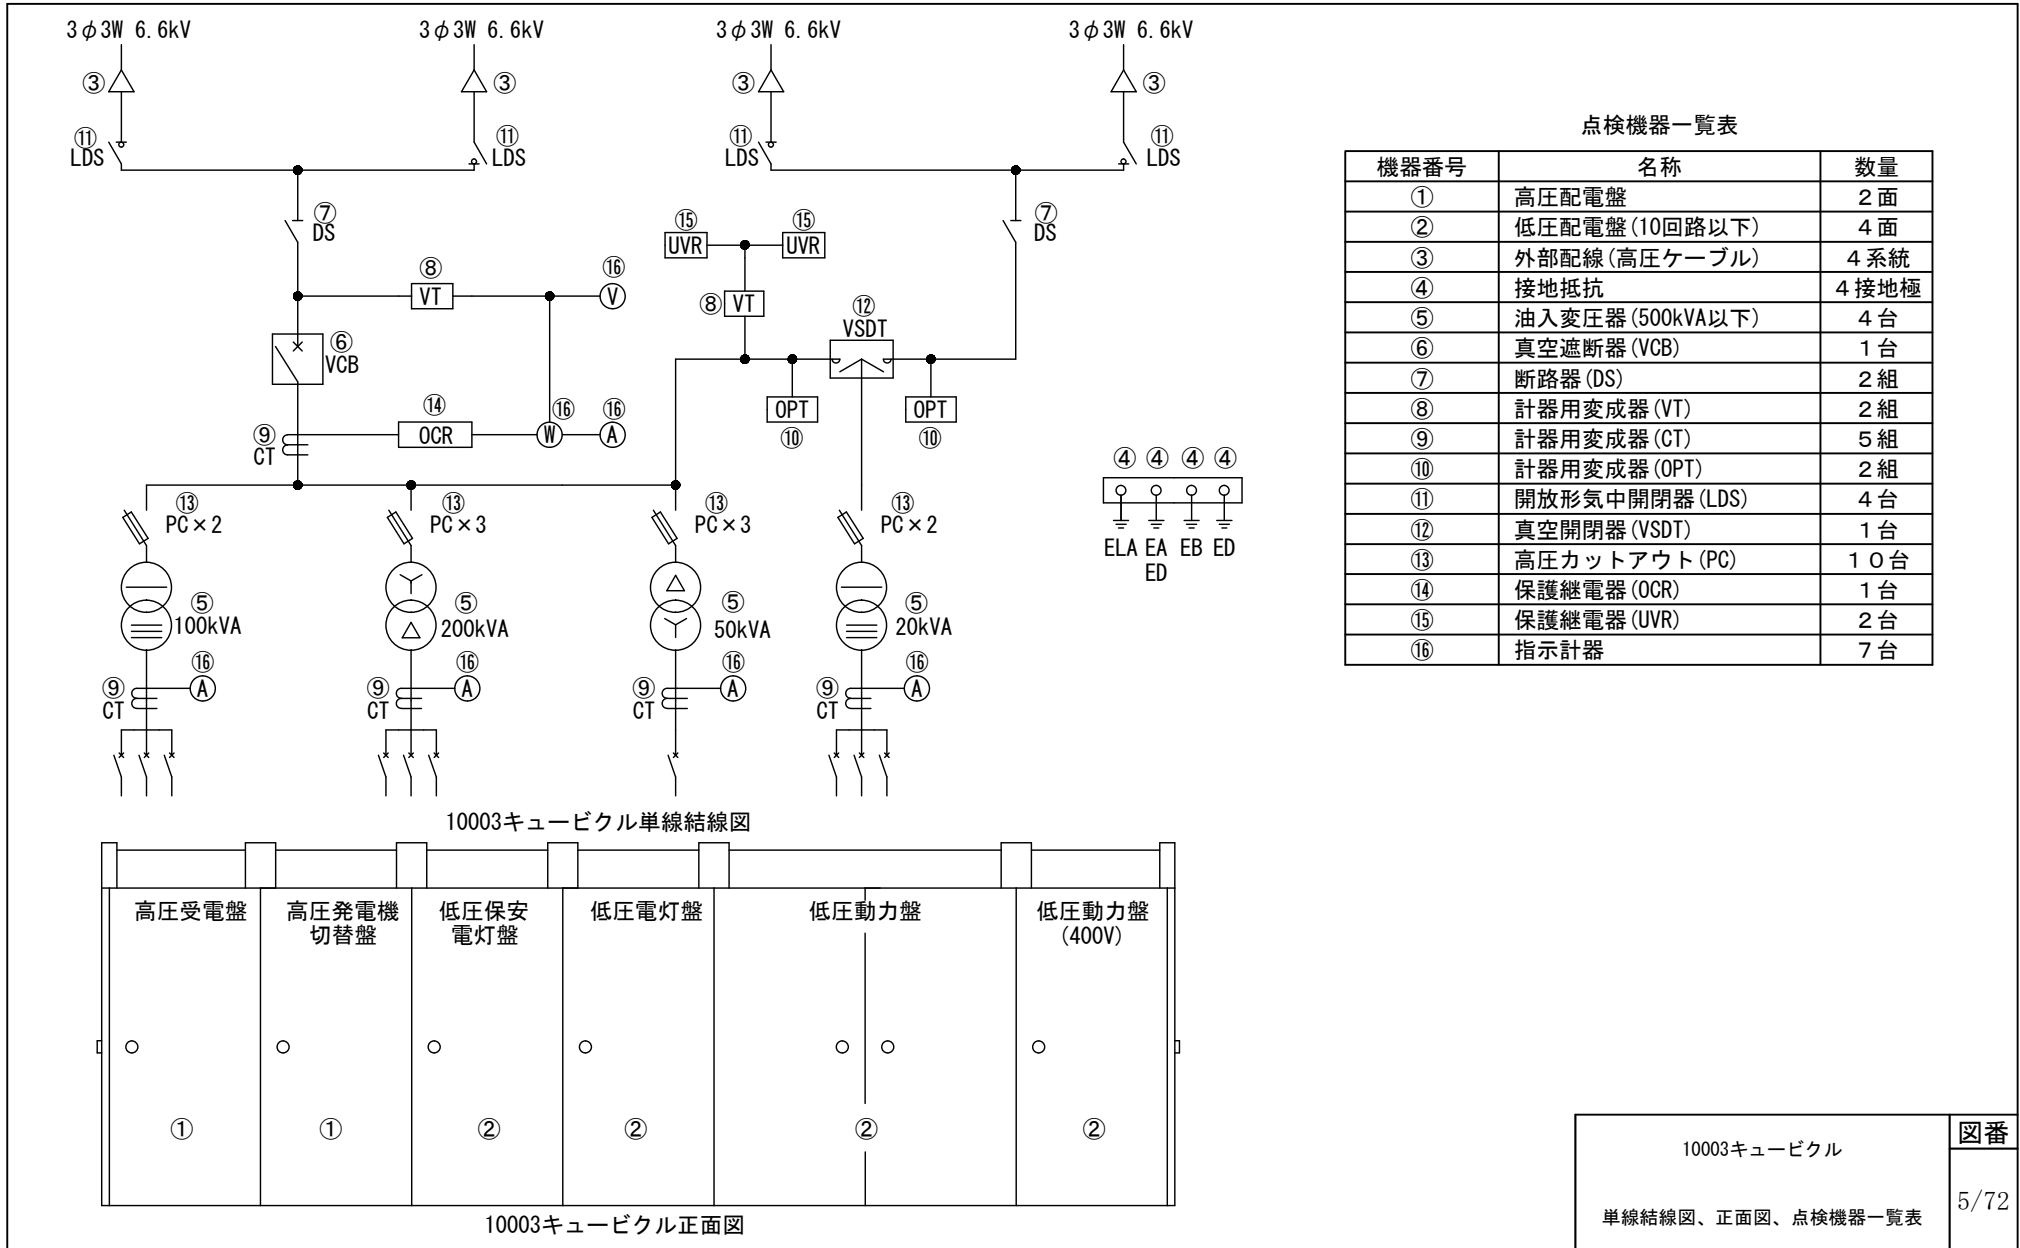 3φ3W 6.6kV 3φ3W 6.6kV 3φ3W 6.6kV 3φ3W 6.6kV
③ ③ ③ ③
⑪ ⑪ ⑪ ⑪
LDS LDS LDS LDS
⑦ ⑮ ⑮ ⑦
DS UVR UVR DS
⑧ ⑯
VT V
⑧ VT ⑫
VSDT
⑥
VCB
⑭ ⑯ ⑯ OPT OPT
⑨ OCR W A ⑩ ⑩
CT
④ ④ ④ ④
ELA EA EB ED
ED
⑬ ⑬ ⑬ ⑬
PC×2 PC×3 PC×3 PC×2
⑤ ⑤ ⑤ ⑤
100kVA 200kVA 50kVA 20kVA
⑯ ⑯ ⑯ ⑯
⑨ A ⑨ A ⑨ A ⑨ A
CT CT CT CT
10003キュービクル単線結線図
点検機器一覧表
機器番号 名称 数量
① 高圧配電盤 2面
② 低圧配電盤(10回路以下) 4面
③ 外部配線(高圧ケーブル) 4系統
④ 接地抵抗 4接地極
⑤ 油入変圧器(500kVA以下) 4台
⑥ 真空遮断器(VCB) 1台
⑦ 断路器(DS) 2組
⑧ 計器用変成器(VT) 2組
⑨ 計器用変成器(CT) 5組
⑩ 計器用変成器(OPT) 2組
⑪ 開放形気中開閉器(LDS) 4台
⑫ 真空開閉器(VSDT) 1台
⑬ 高圧カットアウト(PC) 10台
⑭ 保護継電器(OCR) 1台
⑮ 保護継電器(UVR) 2台
⑯ 指示計器 7台
高圧受電盤 高圧発電機 低圧保安 低圧電灯盤 低圧動力盤 低圧動力盤
切替盤 電灯盤 (400V)
① ① ② ② ② ②
10003キュービクル正面図
10003キュービクル
単線結線図、正面図、点検機器一覧表
図番
5/72